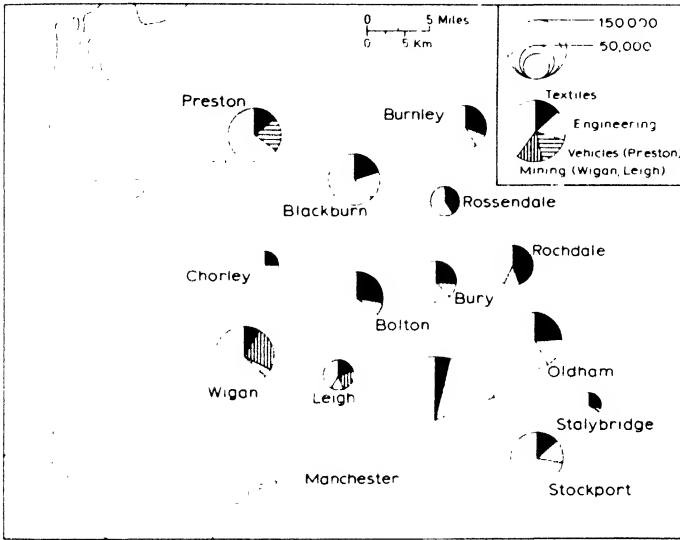 0 5 Miles
0 5 Km
150,000
50,000
Textiles
Engineering
Vehicles (Preston,
Mining (Wigan, Leigh)
Preston
Burnley
Blackburn
Rossendale
Chorley
Rochdale
Bury
Bolton
Oldham
Wigan
Leigh
Stalybridge
Manchester
Stockport